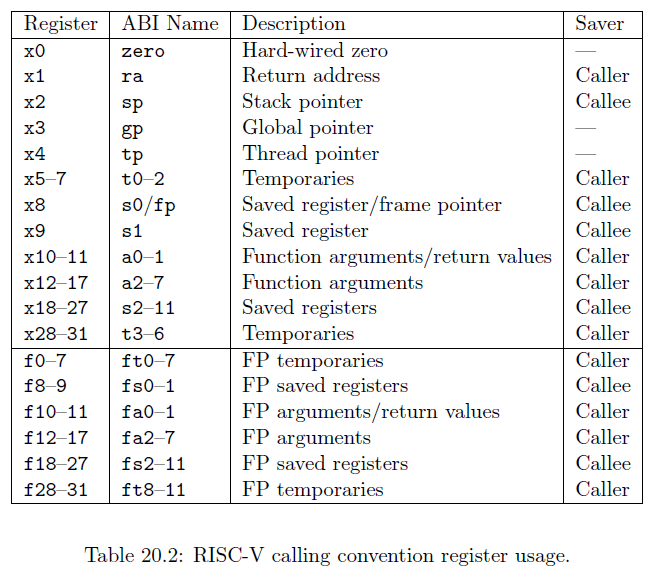 Register ABI Name Description Saver
x0 zero Hard-wired zero —
x1 ra Return address Caller
x2 sp Stack pointer Callee
x3 gp Global pointer —
x4 tp Thread pointer —
x5–7 t0–2 Temporaries Caller
x8 s0/fp Saved register/frame pointer Callee
x9 s1 Saved register Callee
x10–11 a0–1 Function arguments/return values Caller
x12–17 a2–7 Function arguments Caller
x18–27 s2–11 Saved registers Callee
x28–31 t3–6 Temporaries Caller
f0–7 ft0–7 FP temporaries Caller
f8–9 fs0–1 FP saved registers Callee
f10–11 fa0–1 FP arguments/return values Caller
f12–17 fa2–7 FP arguments Caller
f18–27 fs2–11 FP saved registers Callee
f28–31 ft8–11 FP temporaries Caller
Table 20.2: RISC-V calling convention register usage.